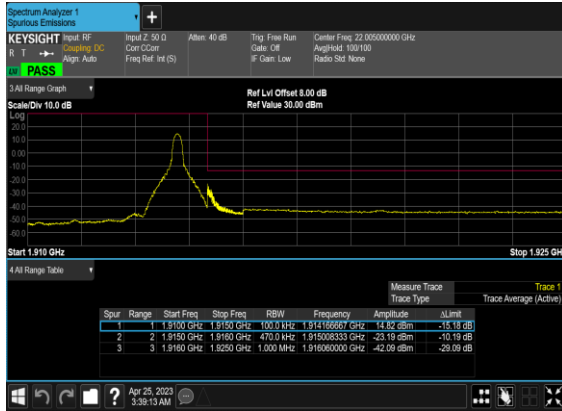 Spectrum Analyzer 1
Spurious Emissions
KEYSIGHT Input: RF Input Z: 50 Ω Atten: 40 dB Trig: Free Run Center Freq: 22.005000000 GHz
R T Coupling: DC Corr CCorr Gate: Off Avg|Hold: 100/100
Align: Auto Freq Ref: Int (S) IF Gain: Low Radio Std: None
PASS
3 All Range Graph
Ref Lvl Offset 8.00 dB
Scale/Div 10.0 dB Ref Value 30.00 dBm
Log
20.0
10.0
0.00
-10.0
-20.0
-30.0
-40.0
-50.0
-60.0
Start 1.910 GHz Stop 1.925 GH
4 All Range Table
Measure Trace Trace 1
Trace Type Trace Average (Active)
Spur Range Start Freq Stop Freq RBW Frequency Amplitude ΔLimit
1 1 1.9100 GHz 1.9150 GHz 100.0 kHz 1.914166667 GHz 14.82 dBm -15.18 dB
2 2 1.9150 GHz 1.9160 GHz 470.0 kHz 1.915008333 GHz -23.19 dBm -10.19 dB
3 3 1.9160 GHz 1.9250 GHz 1.000 MHz 1.916060000 GHz -42.09 dBm -29.09 dB
?
Apr 25, 2023
3:39:13 AM